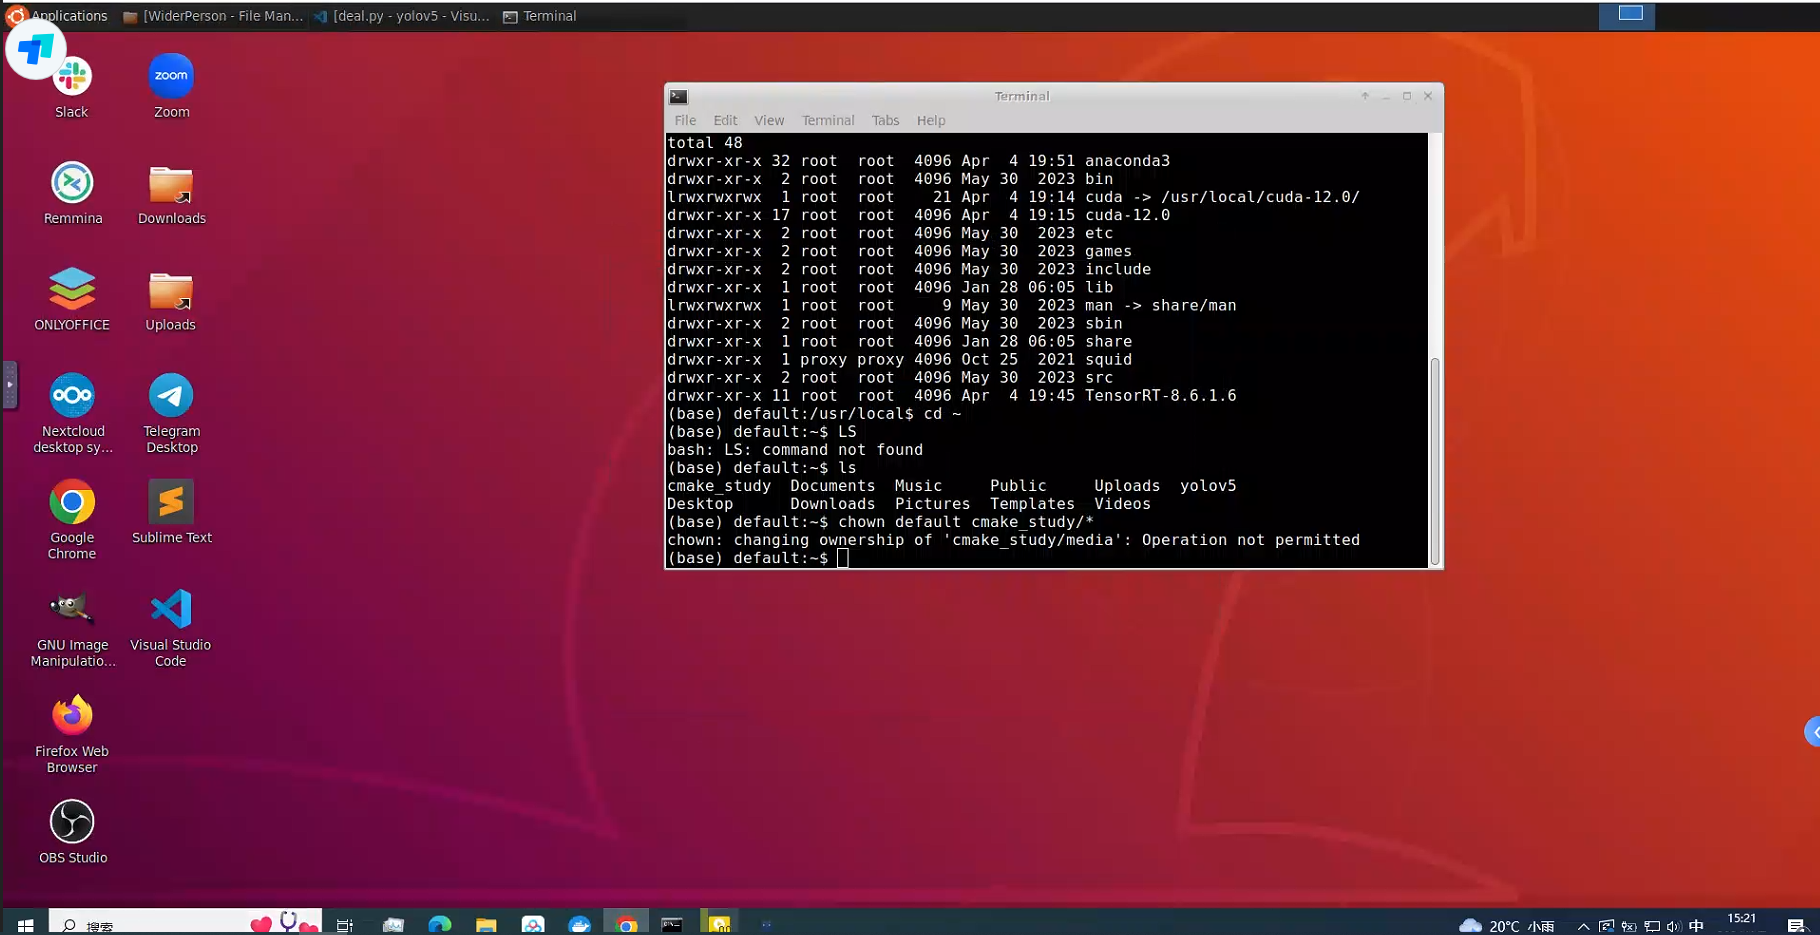 Applications
[WiderPerson - File Man...
[deal.py - yolov5 - Visu...
Terminal
Slack
zoom
Zoom
Remmina
Downloads
ONLYOFFICE
Uploads
Nextcloud
desktop sy...
Telegram
Desktop
Google
Chrome
Sublime Text
GNU Image
Manipulatio...
Visual Studio
Code
Firefox Web
Browser
OBS Studio
Terminal
File Edit View Terminal Tabs Help
total 48
drwxr-xr-x 32 root  root  4096 Apr  4 19:51 anaconda3
drwxr-xr-x  2 root  root  4096 May 30  2023 bin
lrwxrwxrwx  1 root  root    21 Apr  4 19:14 cuda -> /usr/local/cuda-12.0/
drwxr-xr-x 17 root  root  4096 Apr  4 19:15 cuda-12.0
drwxr-xr-x  2 root  root  4096 May 30  2023 etc
drwxr-xr-x  2 root  root  4096 May 30  2023 games
drwxr-xr-x  2 root  root  4096 May 30  2023 include
drwxr-xr-x  1 root  root  4096 Jan 28 06:05 lib
lrwxrwxrwx  1 root  root     9 May 30  2023 man -> share/man
drwxr-xr-x  2 root  root  4096 May 30  2023 sbin
drwxr-xr-x  1 root  root  4096 Jan 28 06:05 share
drwxr-xr-x  1 proxy proxy 4096 Oct 25  2021 squid
drwxr-xr-x  2 root  root  4096 May 30  2023 src
drwxr-xr-x 11 root  root  4096 Apr  4 19:45 TensorRT-8.6.1.6
(base) default:/usr/local$ cd ~
(base) default:~$ LS
bash: LS: command not found
(base) default:~$ ls
cmake_study  Documents  Music     Public     Uploads  yolov5
Desktop      Downloads  Pictures  Templates  Videos
(base) default:~$ chown default cmake_study/*
chown: changing ownership of 'cmake_study/media': Operation not permitted
(base) default:~$
搜索
20°C 小雨
中
15:21